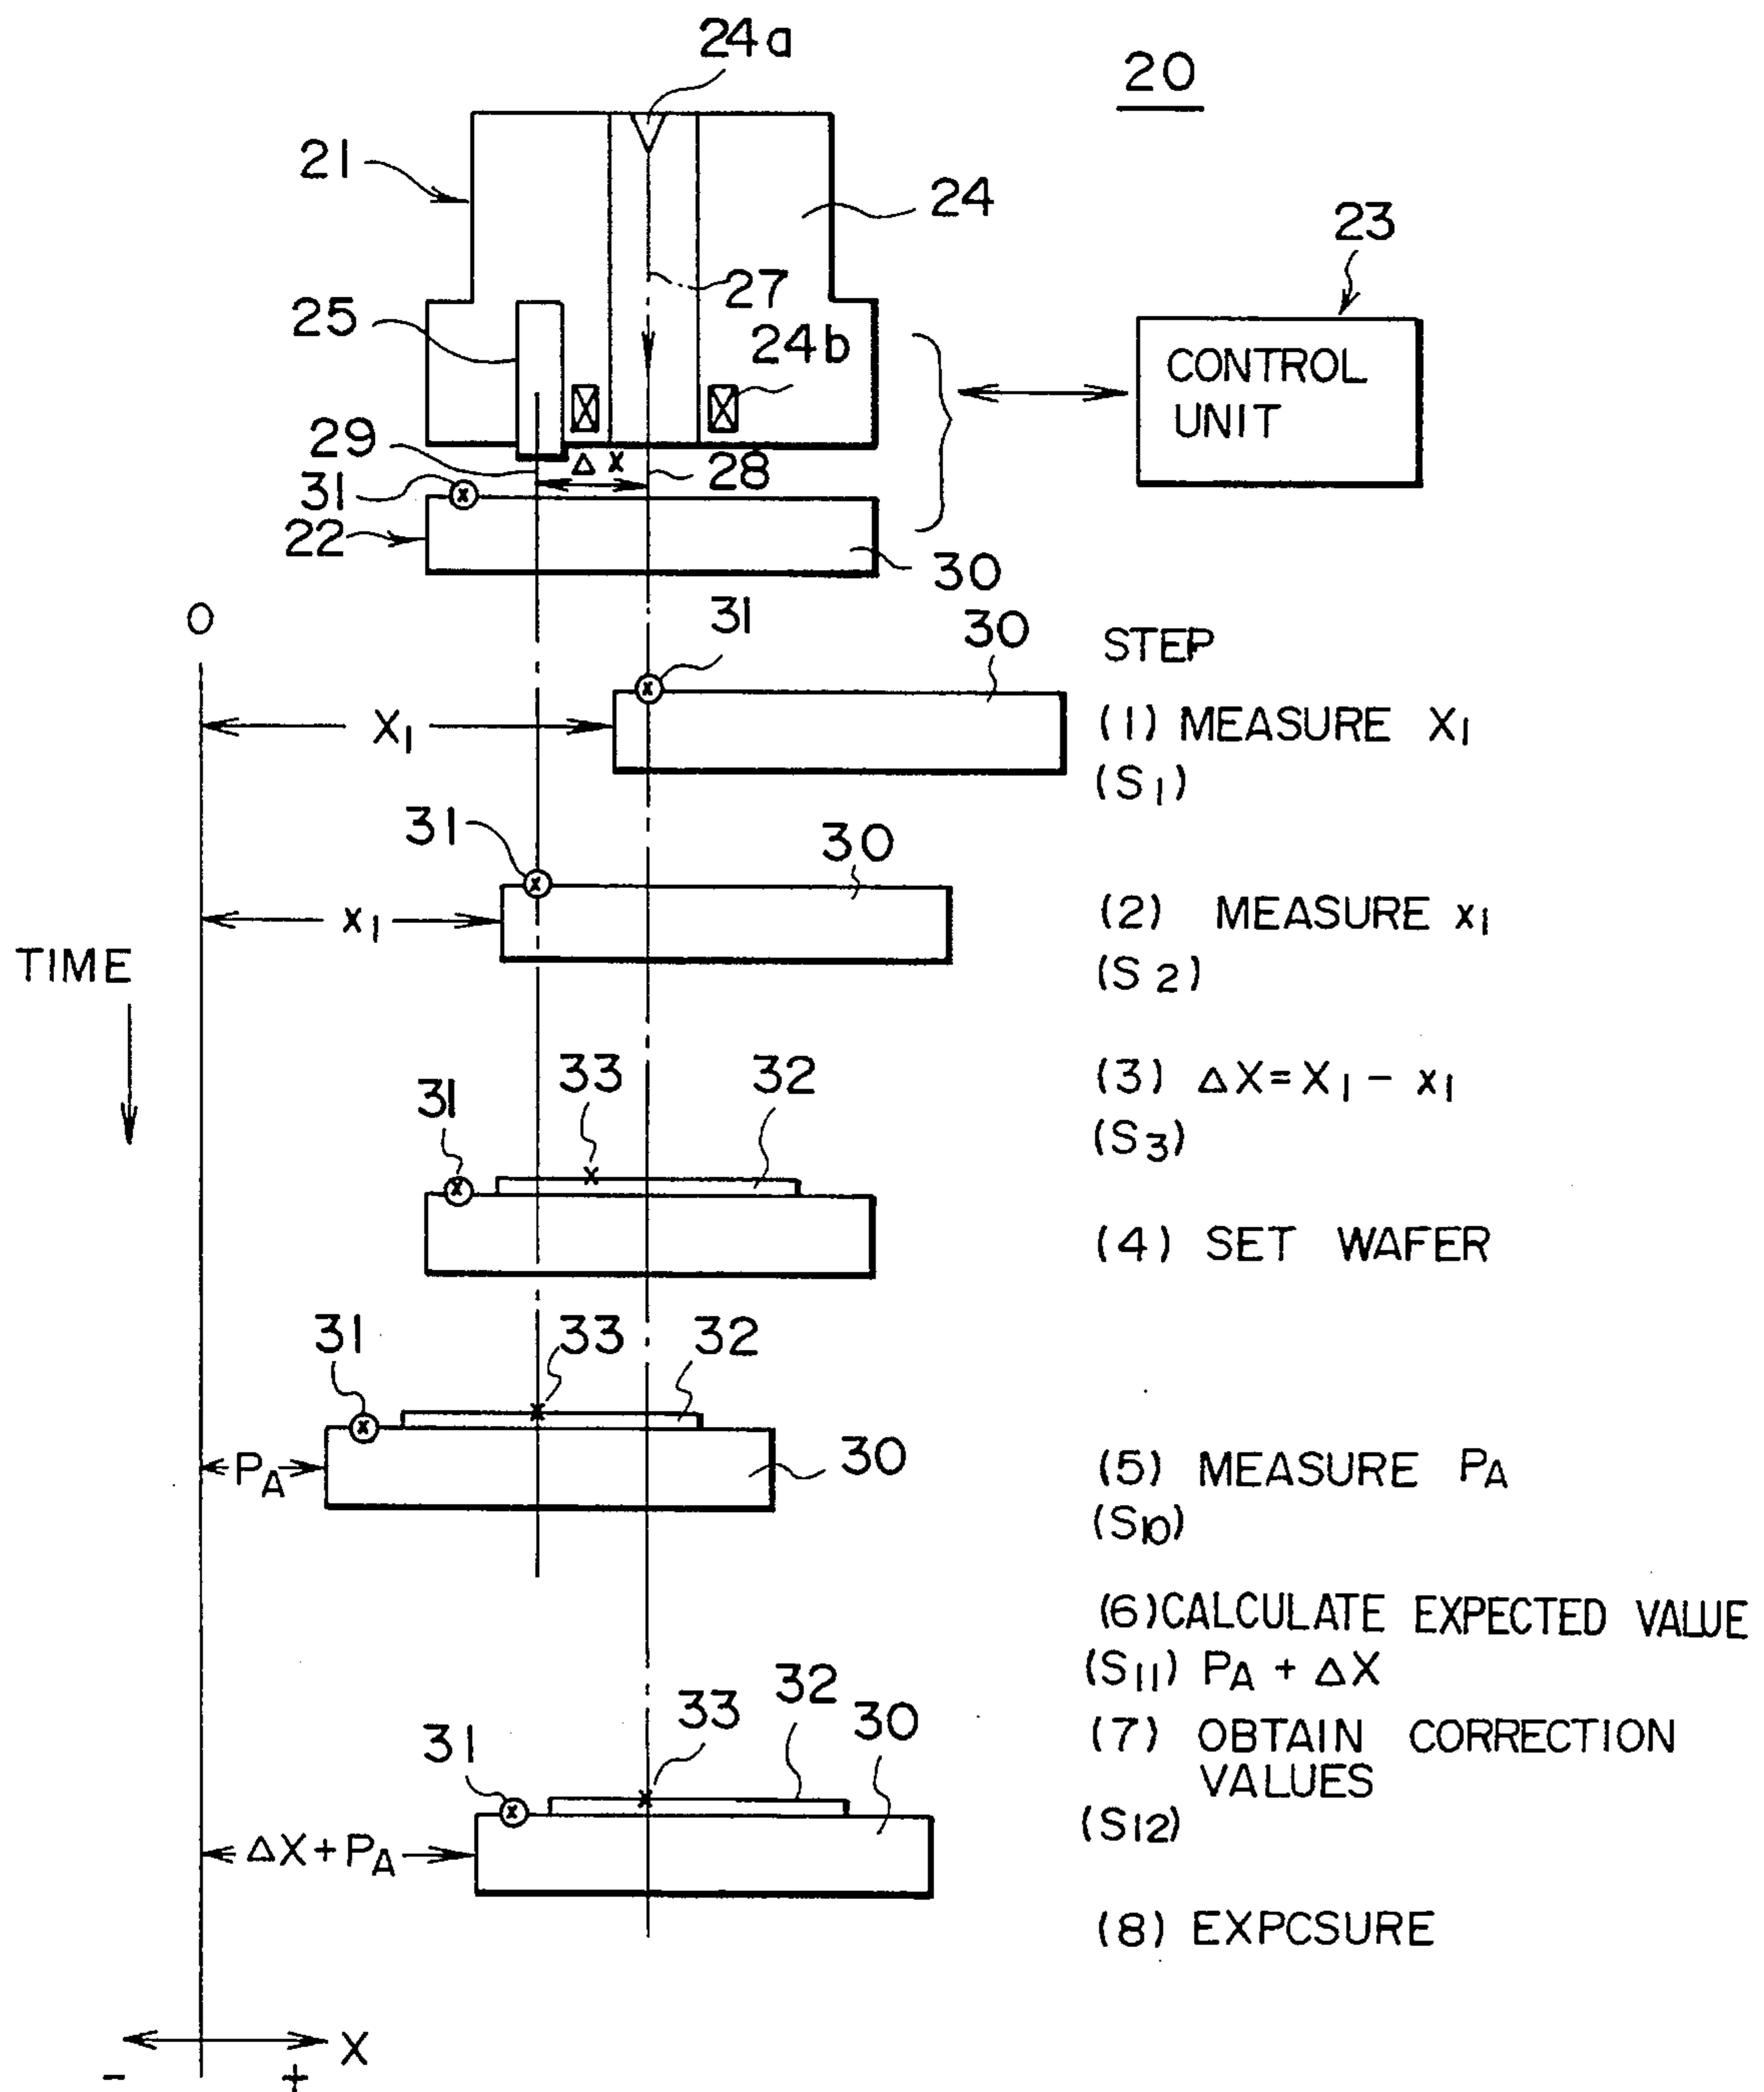 24a
20
21
24
23
27
25
24b
CONTROL
UNIT
29
Δ x
28
31
22
30
0
31
30
STEP
X1
(1) MEASURE X1
(S1)
31
30
x1
(2) MEASURE x1
(S2)
TIME
(3) ΔX=X1 - x1
(S3)
31
33
32
(4) SET WAFER
31
33
32
PA
30
(5) MEASURE PA
(S10)
(6)CALCULATE EXPECTED VALUE
(S11) PA + ΔX
(7) OBTAIN CORRECTION
VALUES
(S12)
31
33
32
30
ΔX+PA
(8) EXPCSURE
X
- +